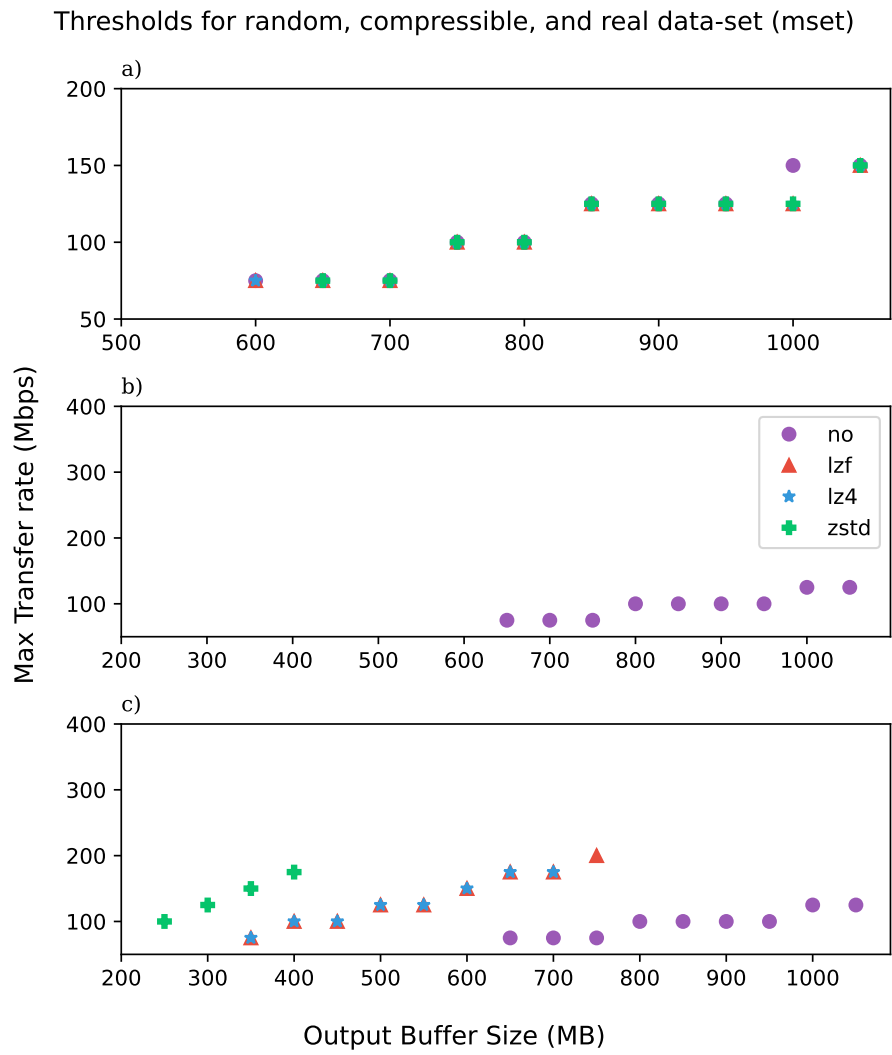 Thresholds for random, compressible, and real data-set (mset)
a)
200
150
100
50
500 600 700 800 900 1000
b)
400
300
200
100
no
lzf
lz4
zstd
200 300 400 500 600 700 800 900 1000
Max Transfer rate (Mbps)
c)
400
300
200
100
200 300 400 500 600 700 800 900 1000
Output Buffer Size (MB)